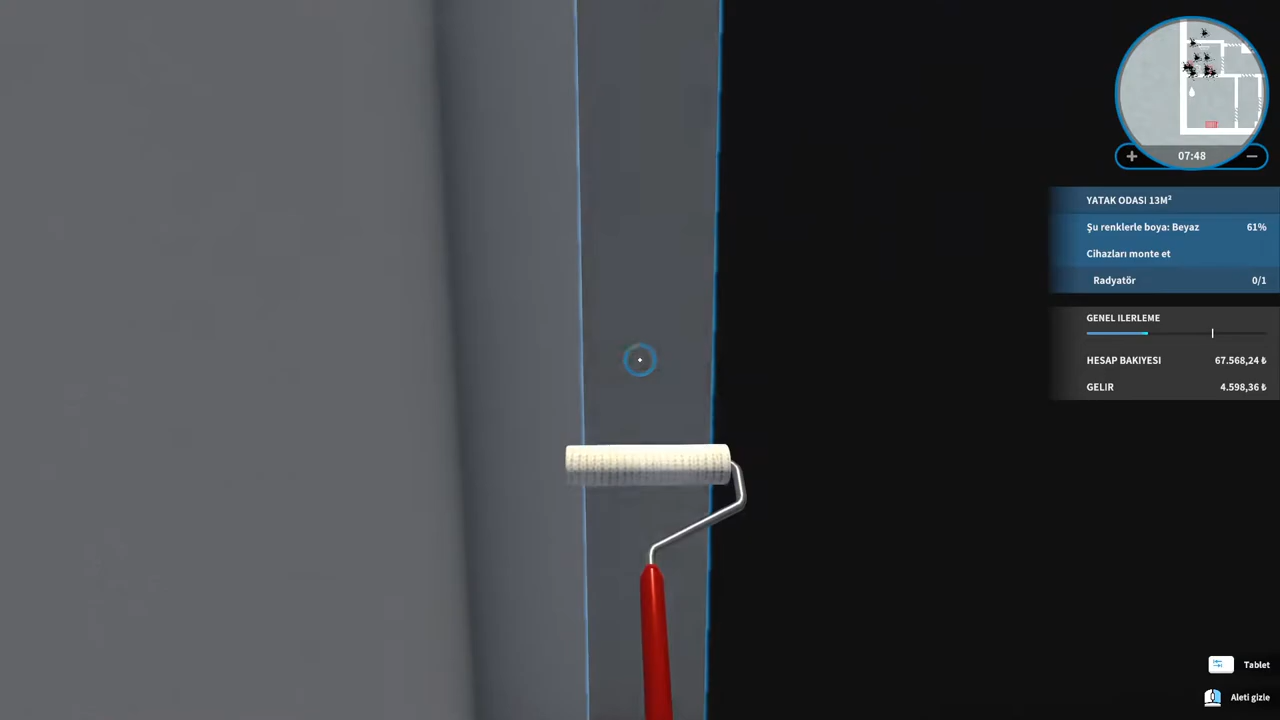 07:48
YATAK ODASI 13M²
Şu renklerle boya: Beyaz 61%
Cihazları monte et
Radyatör 0/1
GENEL ILERLEME
HESAP BAKIYESI 67.568,24 ₺
GELIR 4.598,36 ₺
Tablet
Aleti gizle